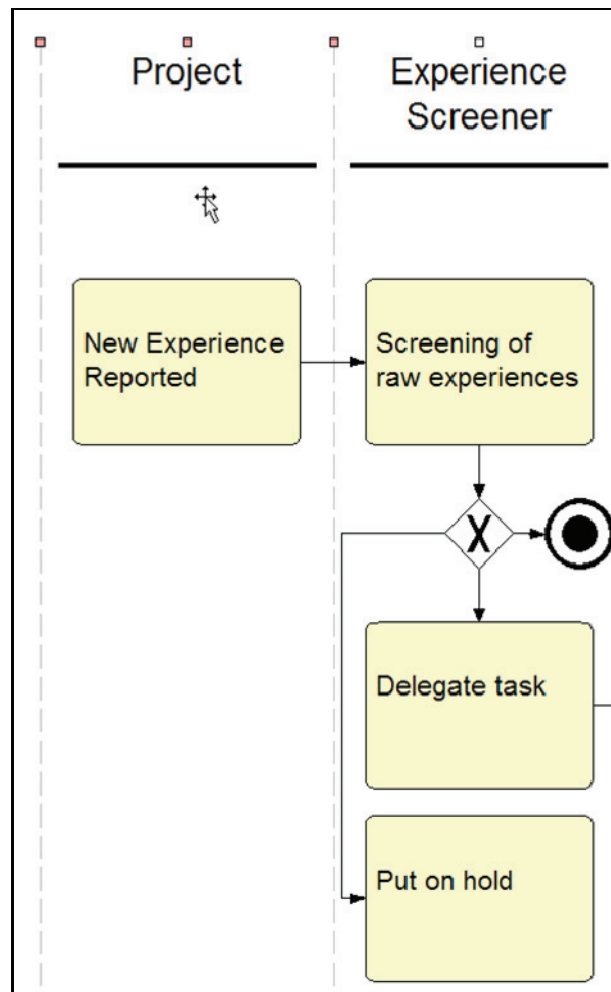 Project
Experience
Screener
New Experience
Reported
Screening of
raw experiences
X
Delegate task
Put on hold